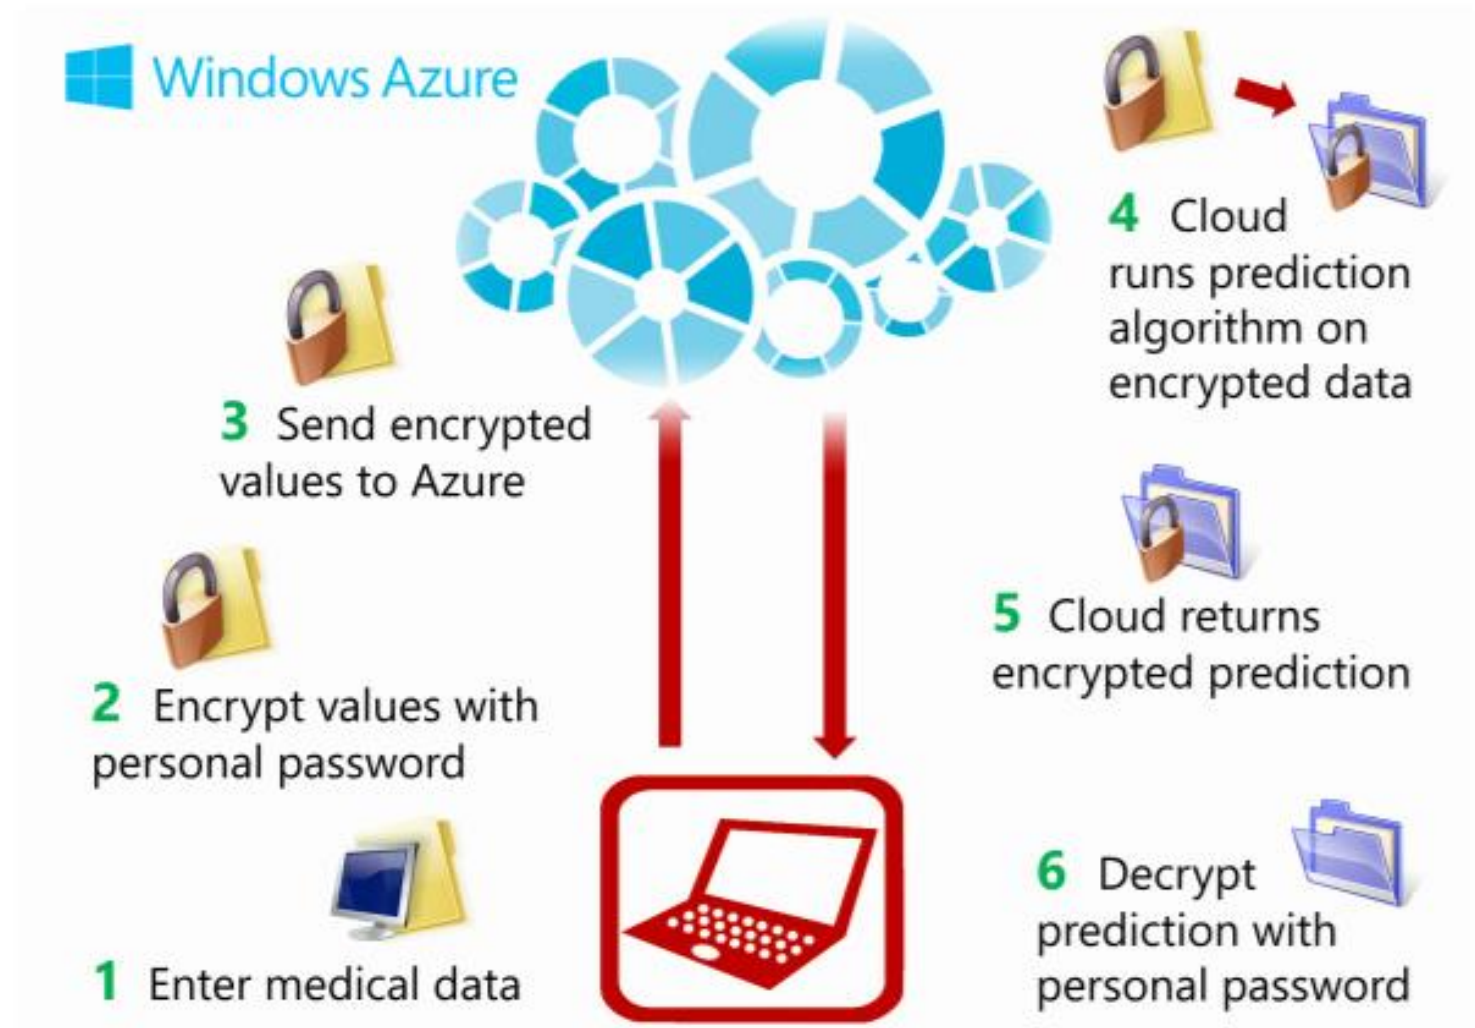 Windows Azure
4 Cloud
runs prediction
algorithm on
encrypted data
3 Send encrypted
values to Azure
5 Cloud returns
encrypted prediction
2 Encrypt values with
personal password
6 Decrypt
prediction with
personal password
1 Enter medical data